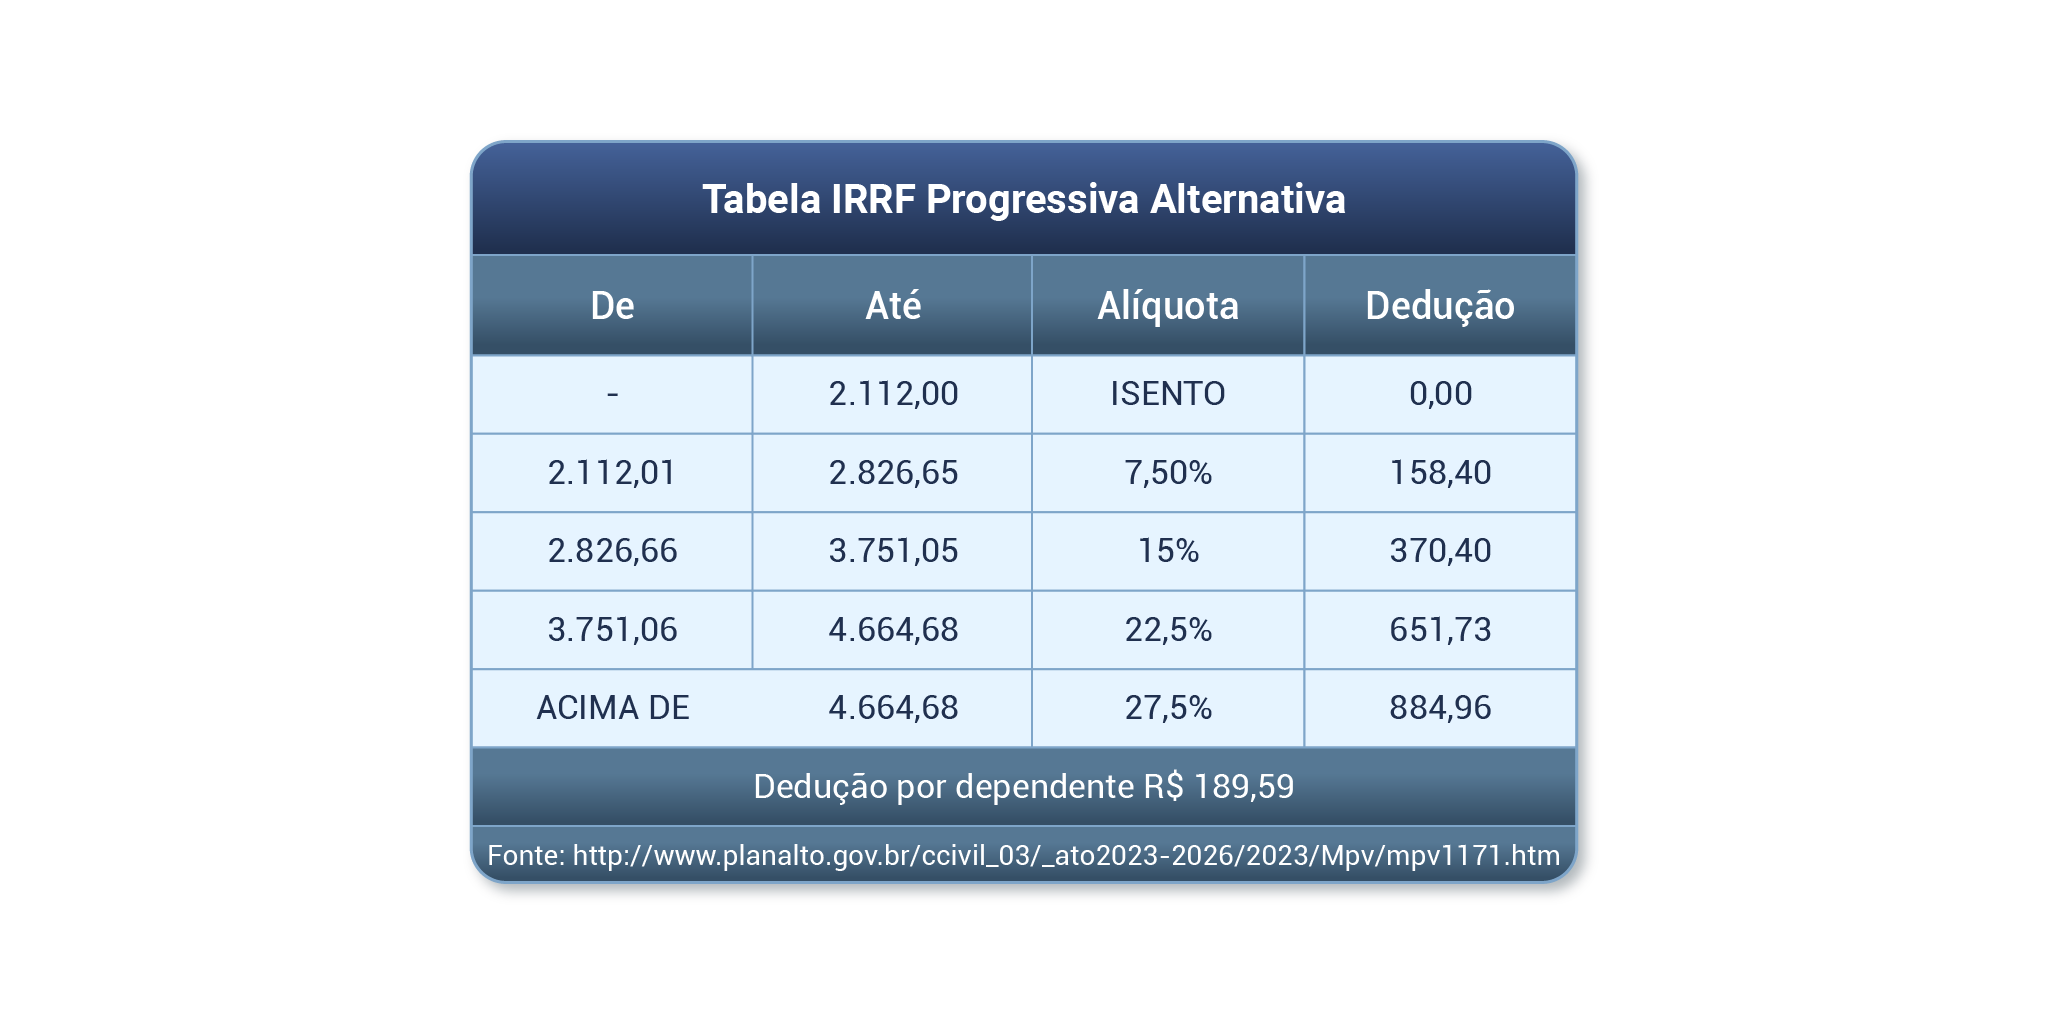 Tabela IRRF Progressiva Alternativa
De Até Alíquota Dedução
- 2.112,00 ISENTO 0,00
2.112,01 2.826,65 7,50% 158,40
2.826,66 3.751,05 15% 370,40
3.751,06 4.664,68 22,5% 651,73
ACIMA DE 4.664,68 27,5% 884,96
Dedução por dependente R$ 189,59
Fonte: http://www.planalto.gov.br/ccivil_03/_ato2023-2026/2023/Mpv/mpv1171.htm